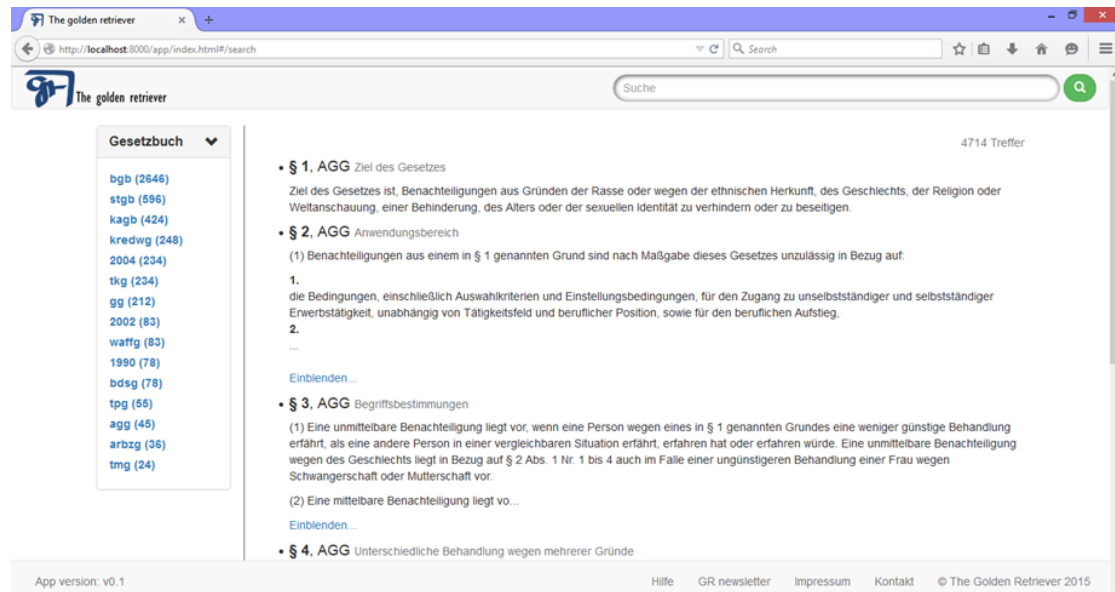 The golden retriever × +
http://localhost:8000/app/index.html#/search Search
gr The golden retriever Suche
Gesetzbuch
bgb (2646)
stgb (596)
kagb (424)
kredwg (248)
2004 (234)
tkg (234)
gg (212)
2002 (83)
waffg (83)
1990 (78)
bdsg (78)
tpg (55)
agg (45)
arbzg (36)
tmg (24)
4714 Treffer
• § 1, AGG Ziel des Gesetzes
Ziel des Gesetzes ist, Benachteiligungen aus Gründen der Rasse oder wegen der ethnischen Herkunft, des Geschlechts, der Religion oder
Weltanschauung, einer Behinderung, des Alters oder der sexuellen Identität zu verhindern oder zu beseitigen.
• § 2, AGG Anwendungsbereich
(1) Benachteiligungen aus einem in § 1 genannten Grund sind nach Maßgabe dieses Gesetzes unzulässig in Bezug auf:
1.
die Bedingungen, einschließlich Auswahlkriterien und Einstellungsbedingungen, für den Zugang zu unselbstständiger und selbstständiger
Erwerbstätigkeit, unabhängig von Tätigkeitsfeld und beruflicher Position, sowie für den beruflichen Aufstieg,
2.
...
Einblenden...
• § 3, AGG Begriffsbestimmungen
(1) Eine unmittelbare Benachteiligung liegt vor, wenn eine Person wegen eines in § 1 genannten Grundes eine weniger günstige Behandlung
erfährt, als eine andere Person in einer vergleichbaren Situation erfährt, erfahren hat oder erfahren würde. Eine unmittelbare Benachteiligung
wegen des Geschlechts liegt in Bezug auf § 2 Abs. 1 Nr. 1 bis 4 auch im Falle einer ungünstigeren Behandlung einer Frau wegen
Schwangerschaft oder Mutterschaft vor.
(2) Eine mittelbare Benachteiligung liegt vo...
Einblenden...
• § 4, AGG Unterschiedliche Behandlung wegen mehrerer Gründe
App version: v0.1 Hilfe GR newsletter Impressum Kontakt © The Golden Retriever 2015